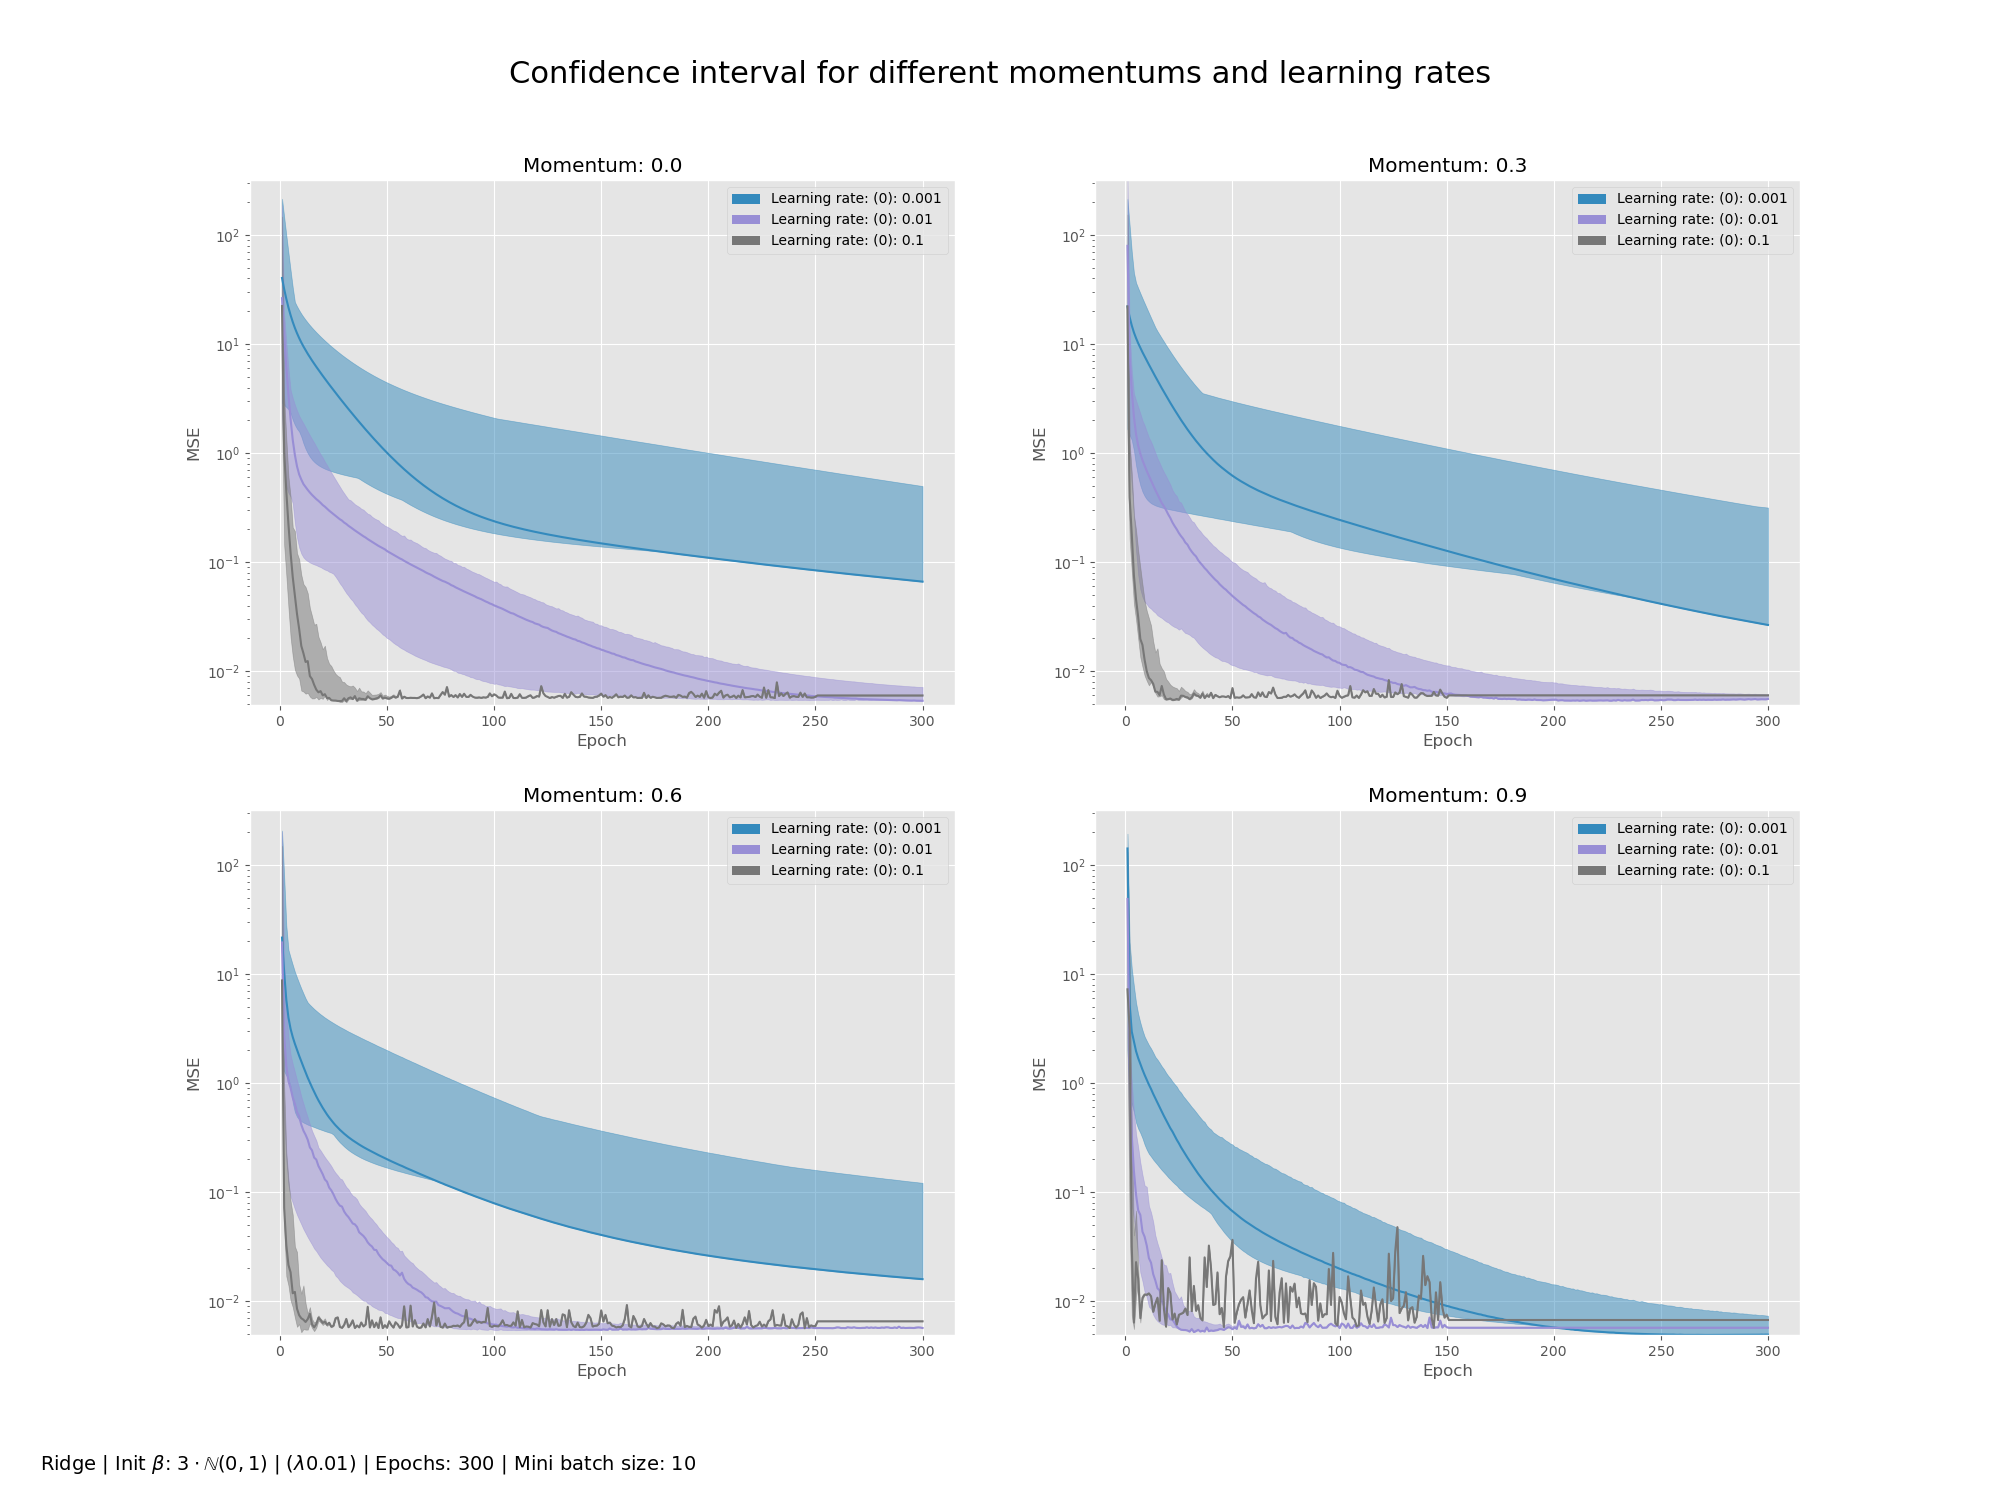 Confidence interval for different momentums and learning rates
Momentum: 0.0
Learning rate: (0): 0.001
Learning rate: (0): 0.01
Learning rate: (0): 0.1
10²
10¹
10⁰
10⁻¹
10⁻²
MSE
0 50 100 150 200 250 300
Epoch
Momentum: 0.3
Learning rate: (0): 0.001
Learning rate: (0): 0.01
Learning rate: (0): 0.1
10²
10¹
10⁰
10⁻¹
10⁻²
MSE
0 50 100 150 200 250 300
Epoch
Momentum: 0.6
Learning rate: (0): 0.001
Learning rate: (0): 0.01
Learning rate: (0): 0.1
10²
10¹
10⁰
10⁻¹
10⁻²
MSE
0 50 100 150 200 250 300
Epoch
Momentum: 0.9
Learning rate: (0): 0.001
Learning rate: (0): 0.01
Learning rate: (0): 0.1
10²
10¹
10⁰
10⁻¹
10⁻²
MSE
0 50 100 150 200 250 300
Epoch
Ridge | Init β: 3 · ℕ(0, 1) | (λ0.01) | Epochs: 300 | Mini batch size: 10